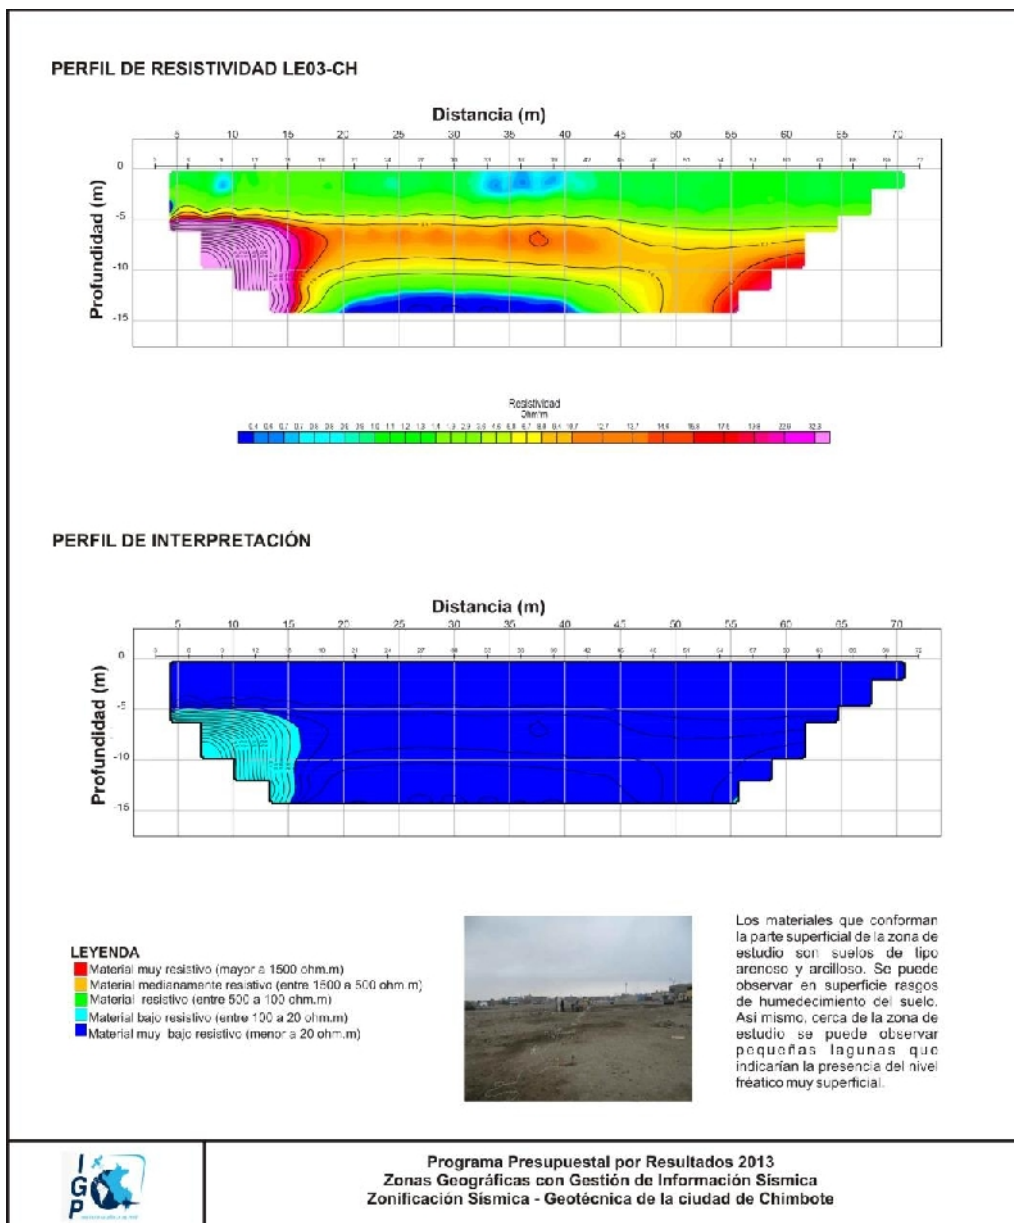 PERFIL DE RESISTIVIDAD LE03-CH
Distancia (m)
5 10 15 20 25 30 35 40 45 50 55 60 65 70
0
-5
-10
-15
Profundidad (m)
Resistividad
Ohm/m
PERFIL DE INTERPRETACIÓN
Distancia (m)
5 10 15 20 25 30 35 40 45 50 55 60 65 70
0
-5
-10
-15
Profundidad (m)
LEYENDA
Material muy resistivo (mayor a 1500 ohm.m)
Material medianamente resistivo (entre 1500 a 500 ohm.m)
Material resistivo (entre 500 a 100 ohm.m)
Material bajo resistivo (entre 100 a 20 ohm.m)
Material muy bajo resistivo (menor a 20 ohm.m)
Los materiales que conforman
la parte superficial de la zona de
estudio son suelos de tipo
arenoso y arcilloso. Se puede
observar en superficie rasgos
de humedecimiento del suelo.
Asi mismo, cerca de la zona de
estudio se puede observar
pequeñas lagunas que
indicarían la presencia del nivel
fréatico muy superficial.
IGP
Programa Presupuestal por Resultados 2013
Zonas Geográficas con Gestión de Información Sísmica
Zonificación Sísmica - Geotécnica de la ciudad de Chimbote